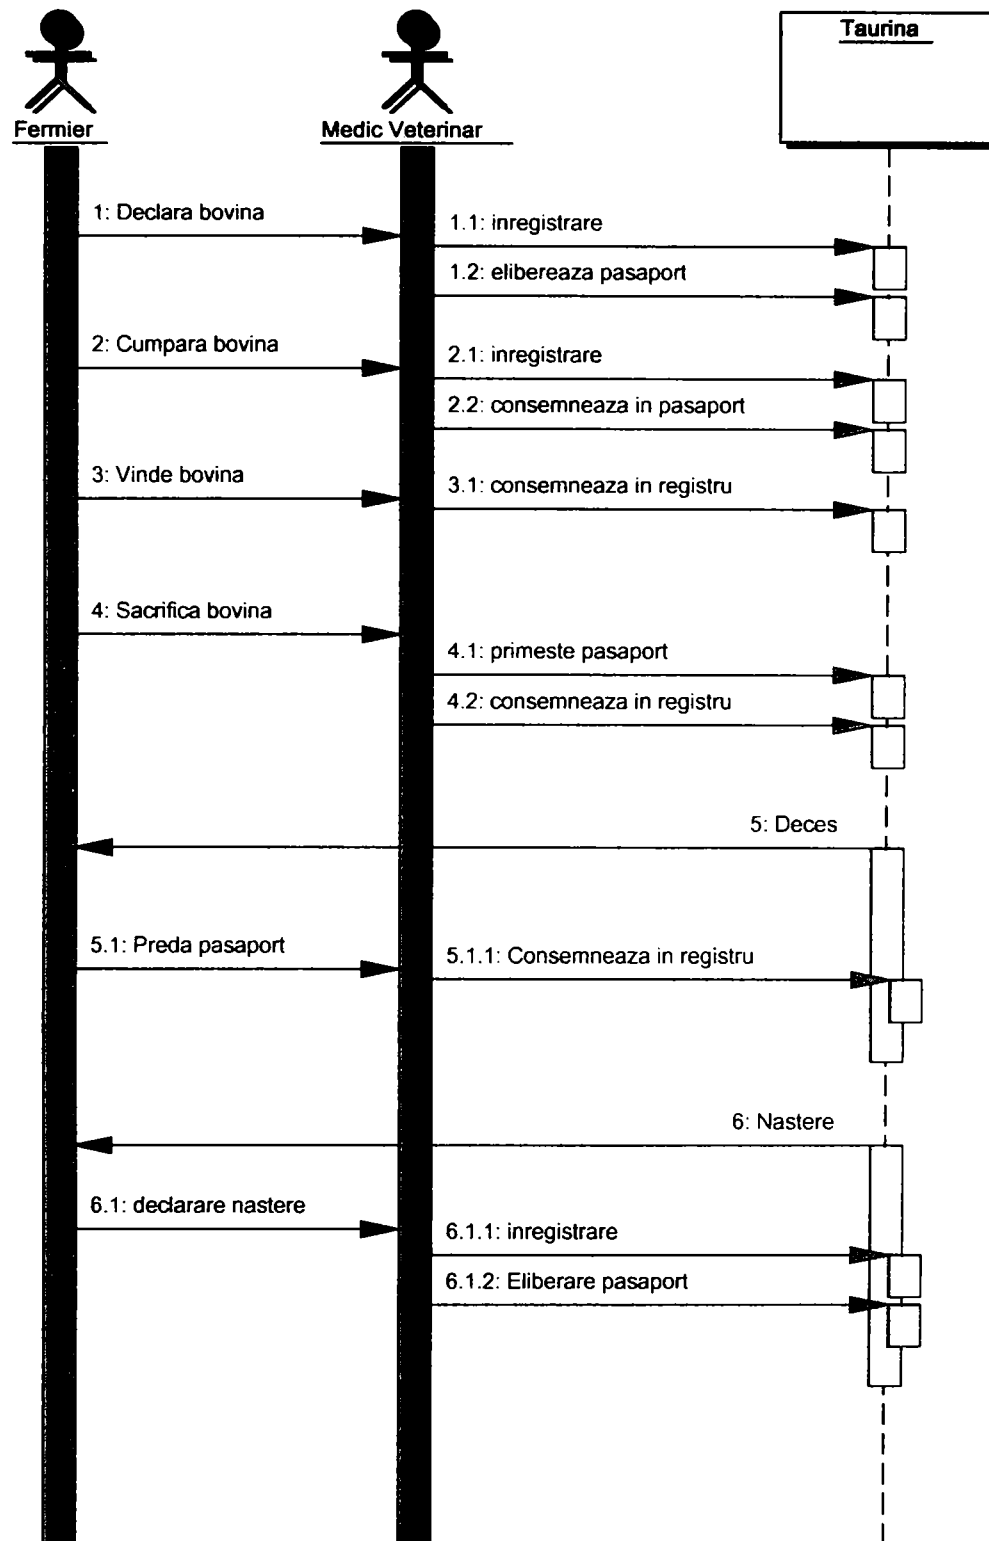 Taurina
Fermier
Medic Veterinar
1: Declara bovina
1.1: inregistrare
1.2: elibereaza pasaport
2: Cumpara bovina
2.1: inregistrare
2.2: consemneaza in pasaport
3: Vinde bovina
3.1: consemneaza in registru
4: Sacrifica bovina
4.1: primeste pasaport
4.2: consemneaza in registru
5: Deces
5.1: Preda pasaport
5.1.1: Consemneaza in registru
6: Nastere
6.1: declarare nastere
6.1.1: inregistrare
6.1.2: Eliberare pasaport